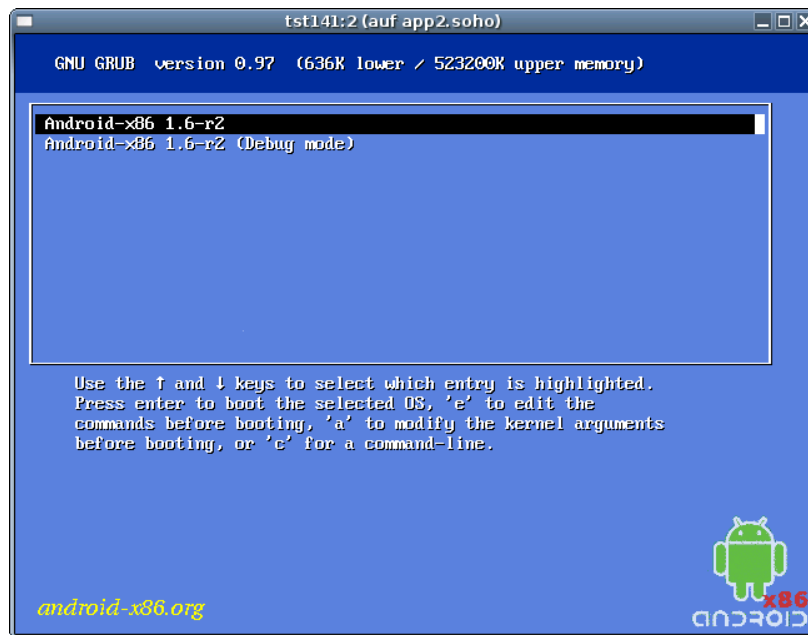 tst141:2 (auf app2.soho)
GNU GRUB version 0.97 (636K lower / 523200K upper memory)
Android-x86 1.6-r2
Android-x86 1.6-r2 (Debug mode)
Use the ↑ and ↓ keys to select which entry is highlighted.
Press enter to boot the selected OS, 'e' to edit the
commands before booting, 'a' to modify the kernel arguments
before booting, or 'c' for a command-line.
android-x86.org
x86
ANDROID